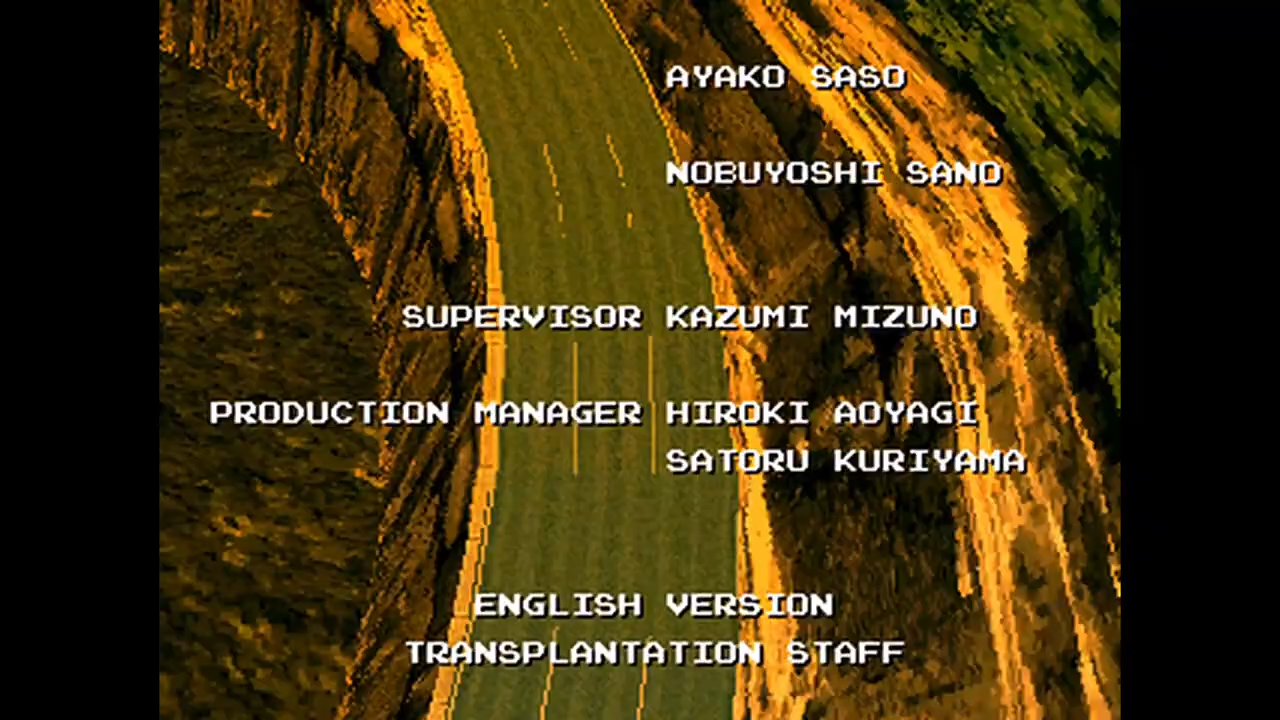 AYAKO SASO
NOBUYOSHI SANO
SUPERVISOR KAZUMI MIZUNO
PRODUCTION MANAGER HIROKI AOYAGI
SATORU KURIYAMA
ENGLISH VERSION
TRANSPLANTATION STAFF